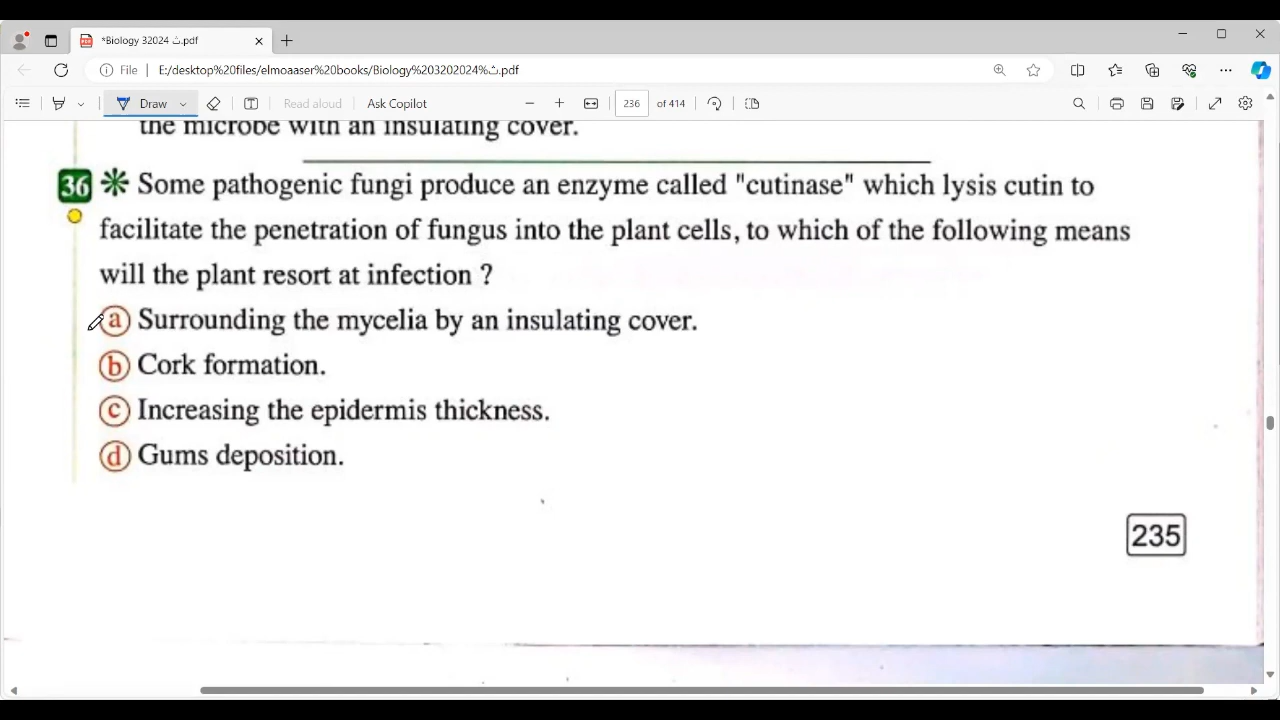 *Biology 32024 ث.pdf
File
E:/desktop%20files/elmoaaser%20books/Biology%203202024%ث.pdf
Draw
Read aloud
Ask Copilot
236 of 414
the microbe with an insulating cover.
36 Some pathogenic fungi produce an enzyme called "cutinase" which lysis cutin to
facilitate the penetration of fungus into the plant cells, to which of the following means
will the plant resort at infection ?
a Surrounding the mycelia by an insulating cover.
b Cork formation.
c Increasing the epidermis thickness.
d Gums deposition.
235